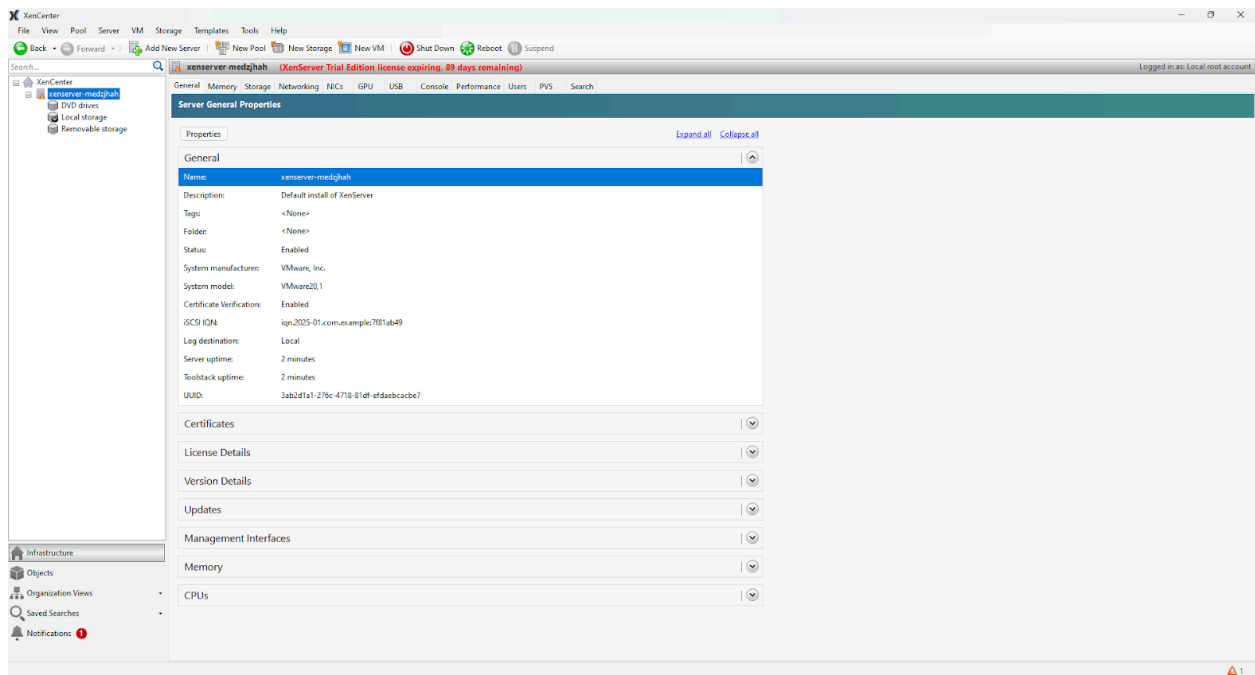 XenCenter
File View Pool Server VM Storage Templates Tools Help
Back Forward Add New Server New Pool New Storage New VM Shut Down Reboot Suspend
Search...
xenserver-medzjhah (XenServer Trial Edition license expiring. 89 days remaining) Logged in as: Local root account
XenCenter
xenserver-medzjhah
DVD drives
Local storage
Removable storage
General Memory Storage Networking NICs GPU USB Console Performance Users PVS Search
Server General Properties
Properties Expand all Collapse all
General
Name: xenserver-medzjhah
Description: Default install of XenServer
Tags: <None>
Folder: <None>
Status: Enabled
System manufacturer: VMware, Inc.
System model: VMware20,1
Certificate Verification: Enabled
iSCSI IQN: iqn.2025-01.com.example:7f81ab49
Log destination: Local
Server uptime: 2 minutes
Toolstack uptime: 2 minutes
UUID: 3ab2d1a1-276c-4718-81df-efdaebcacbe7
Certificates
License Details
Version Details
Updates
Management Interfaces
Memory
CPUs
Infrastructure
Objects
Organization Views
Saved Searches
Notifications 1
1